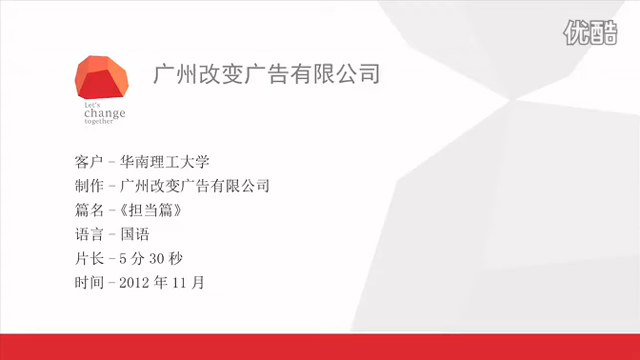 优酷
广州改变广告有限公司
Let's
change
together
客户 – 华南理工大学
制作 – 广州改变广告有限公司
篇名 –《担当篇》
语言 – 国语
片长 – 5 分 30 秒
时间 – 2012 年 11 月